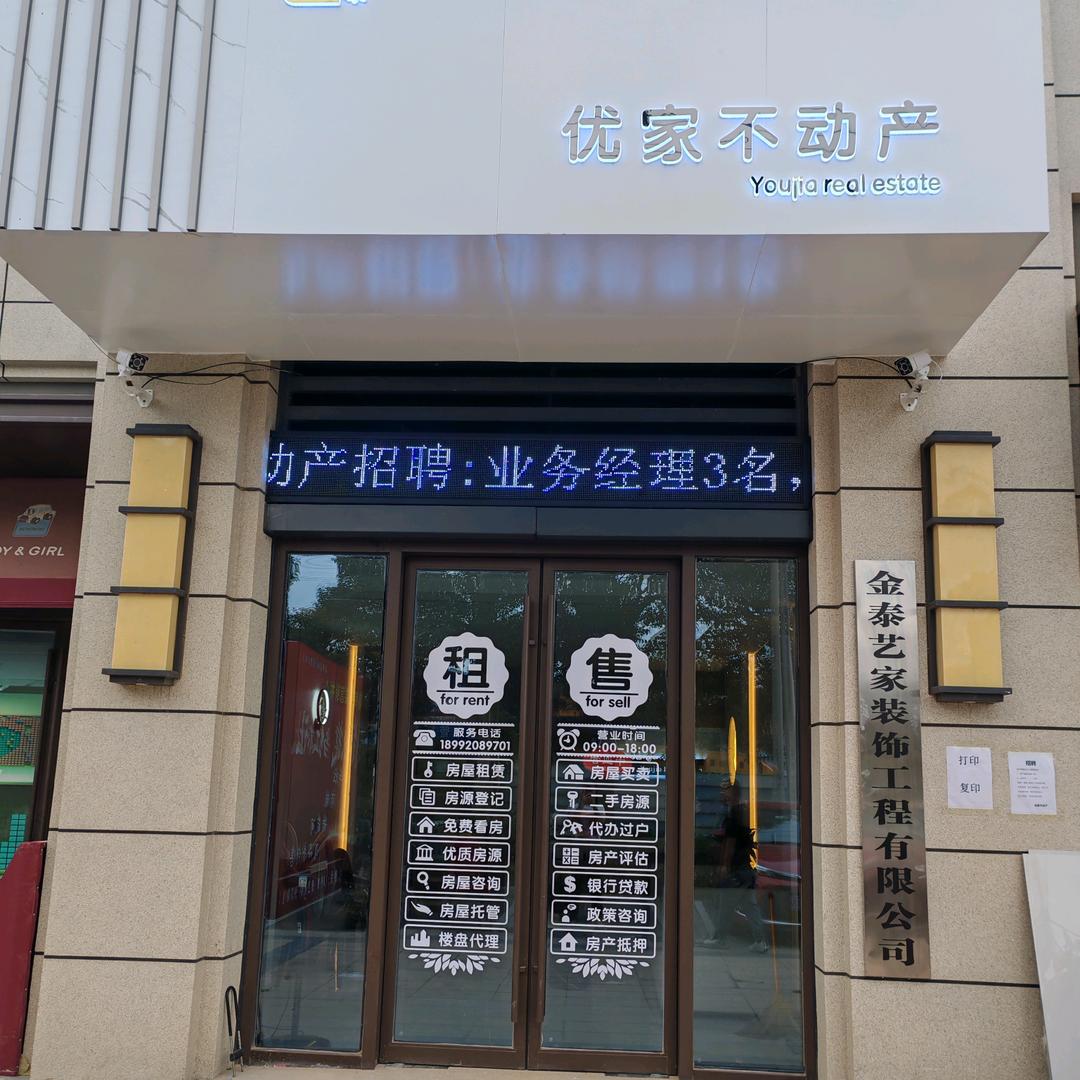 优家不动产
Youjia real estate
动产招聘:业务经理3名,
Y & GIRL
租
for rent
服务电话
18992089701
房屋租赁
房源登记
免费看房
优质房源
房屋咨询
房屋托管
楼盘代理
售
for sell
营业时间
09:00-18:00
房屋买卖
二手房源
代办过户
房产评估
银行贷款
政策咨询
房产抵押
金泰艺家装饰工程有限公司
打印
复印
招聘